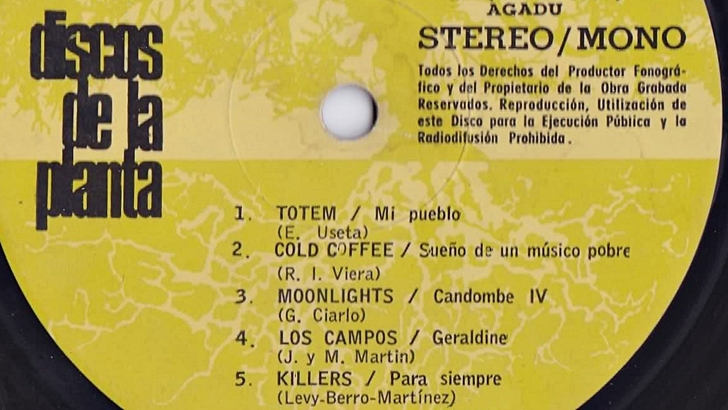 discos
de la
planta
AGADU
STEREO/MONO
Todos los Derechos del Productor Fonográ-
fico y del Propietario de la Obra Grabada
Reservados. Reproducción, Utilización de
este Disco para la Ejecución Pública y la
Radiodifusión Prohibida.
1. TOTEM / Mi pueblo
(E. Useta)
2. COLD COFFEE / Sueño de un músico pobre
(R. I. Viera)
3. MOONLIGHTS / Candombe IV
(G. Ciarlo)
4. LOS CAMPOS / Geraldine
(J. y M. Martin)
5. KILLERS / Para siempre
(Levy-Berro-Martínez)